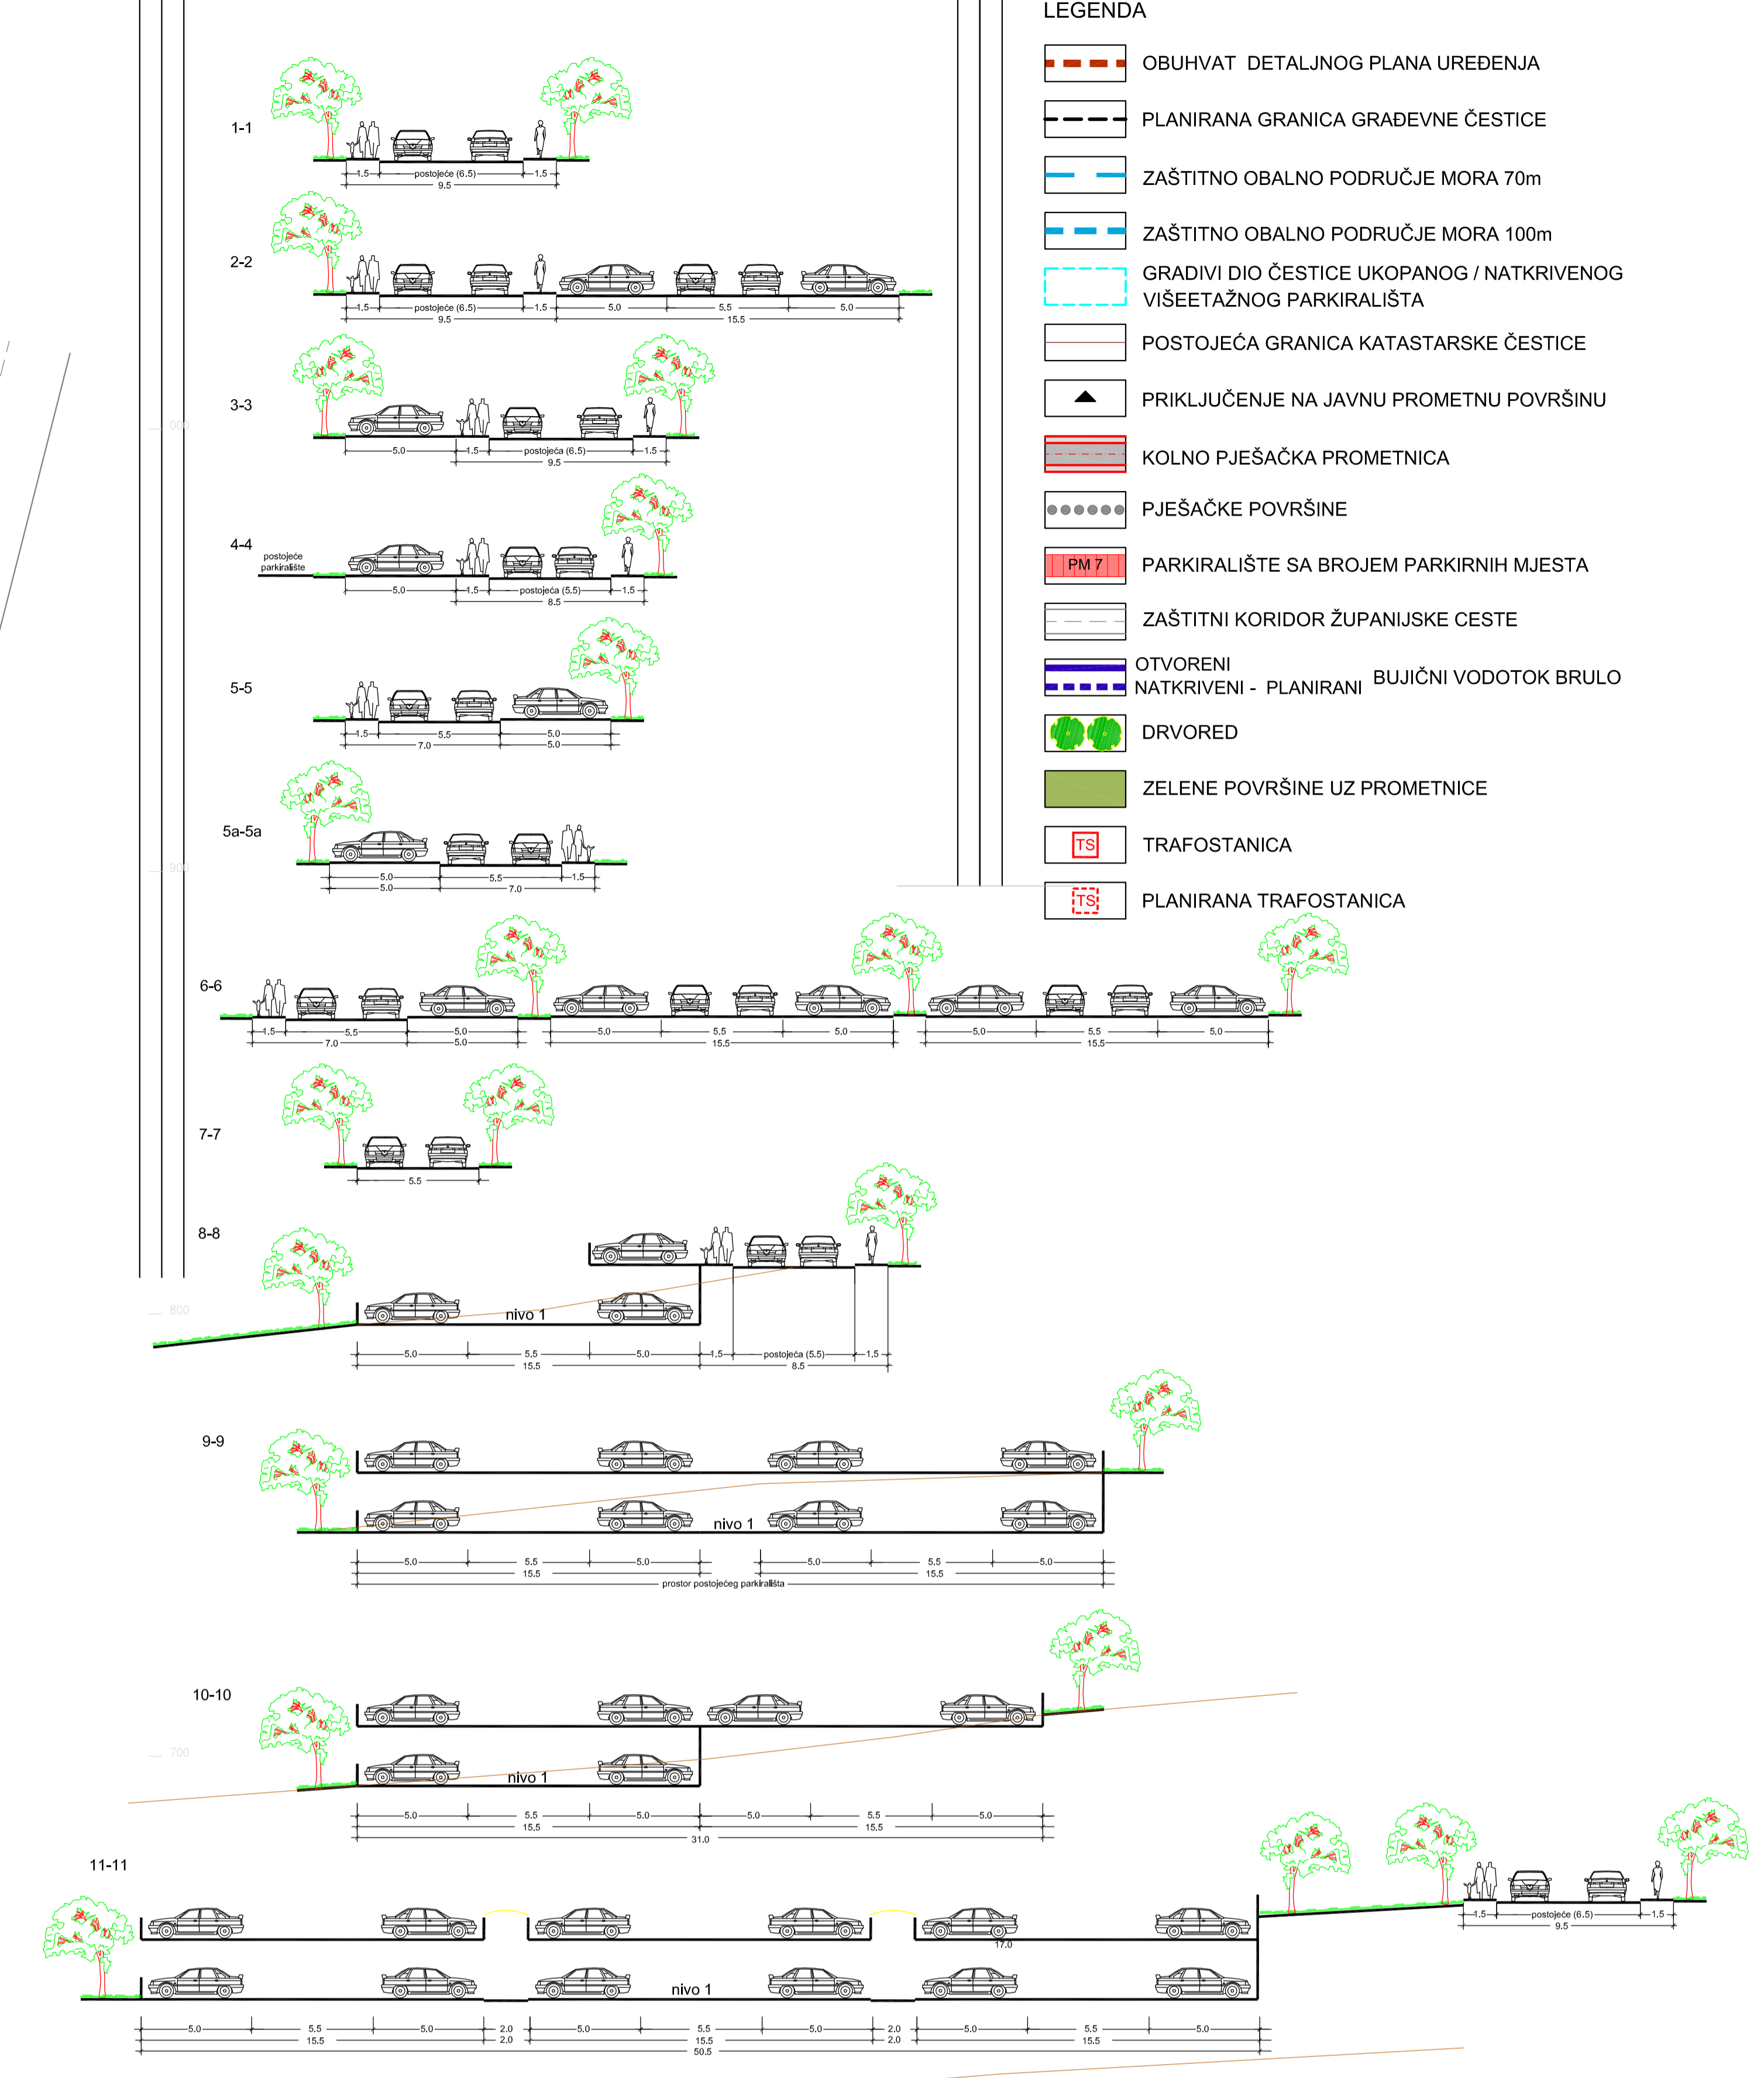 LEGENDA
OBUHVAT DETALJNOG PLANA UREĐENJA
PLANIRANA GRANICA GRAĐEVNE ČESTICE
ZAŠTITNO OBALNO PODRUČJE MORA 70m
ZAŠTITNO OBALNO PODRUČJE MORA 100m
GRADIVI DIO ČESTICE UKOPANOG / NATKRIVENOG
VIŠEETAŽNOG PARKIRALIŠTA
POSTOJEĆA GRANICA KATASTARSKE ČESTICE
PRIKLJUČENJE NA JAVNU PROMETNU POVRŠINU
KOLNO PJEŠAČKA PROMETNICA
PJEŠAČKE POVRŠINE
PM 7 PARKIRALIŠTE SA BROJEM PARKIRNIH MJESTA
ZAŠTITNI KORIDOR ŽUPANIJSKE CESTE
OTVORENI
NATKRIVENI - PLANIRANI BUJIČNI VODOTOK BRULO
DRVORED
ZELENE POVRŠINE UZ PROMETNICE
TS TRAFOSTANICA
TS PLANIRANA TRAFOSTANICA
1-1
1.5 postojeće (6.5) 1.5
9.5
2-2
1.5 postojeće (6.5) 1.5 5.0 5.5 5.0
9.5 15.5
3-3
000
5.0 1.5 postojeća (6.5) 1.5
9.5
4-4
postojeće
parkiralište
5.0 1.5 postojeća (5.5) 1.5
8.5
5-5
1.5 5.5 5.0
7.0 5.0
5a-5a
900
5.0 5.5 1.5
5.0 7.0
6-6
1.5 5.5 5.0 5.0 5.5 5.0 5.0 5.5 5.0
7.0 5.0 15.5 15.5
7-7
5.5
8-8
800
nivo 1
5.0 5.5 5.0 1.5 postojeća (5.5) 1.5
15.5 8.5
9-9
nivo 1
5.0 5.5 5.0 5.0 5.5 5.0
15.5 15.5
prostor postojećeg parkirališta
10-10
700
nivo 1
5.0 5.5 5.0 5.0 5.5 5.0
15.5 15.5
31.0
11-11
1.5 postojeće (6.5) 1.5
9.5
17.0
nivo 1
5.0 5.5 5.0 2.0 5.0 5.5 5.0 2.0 5.0 5.5 5.0
15.5 2.0 15.5 2.0 15.5
50.5